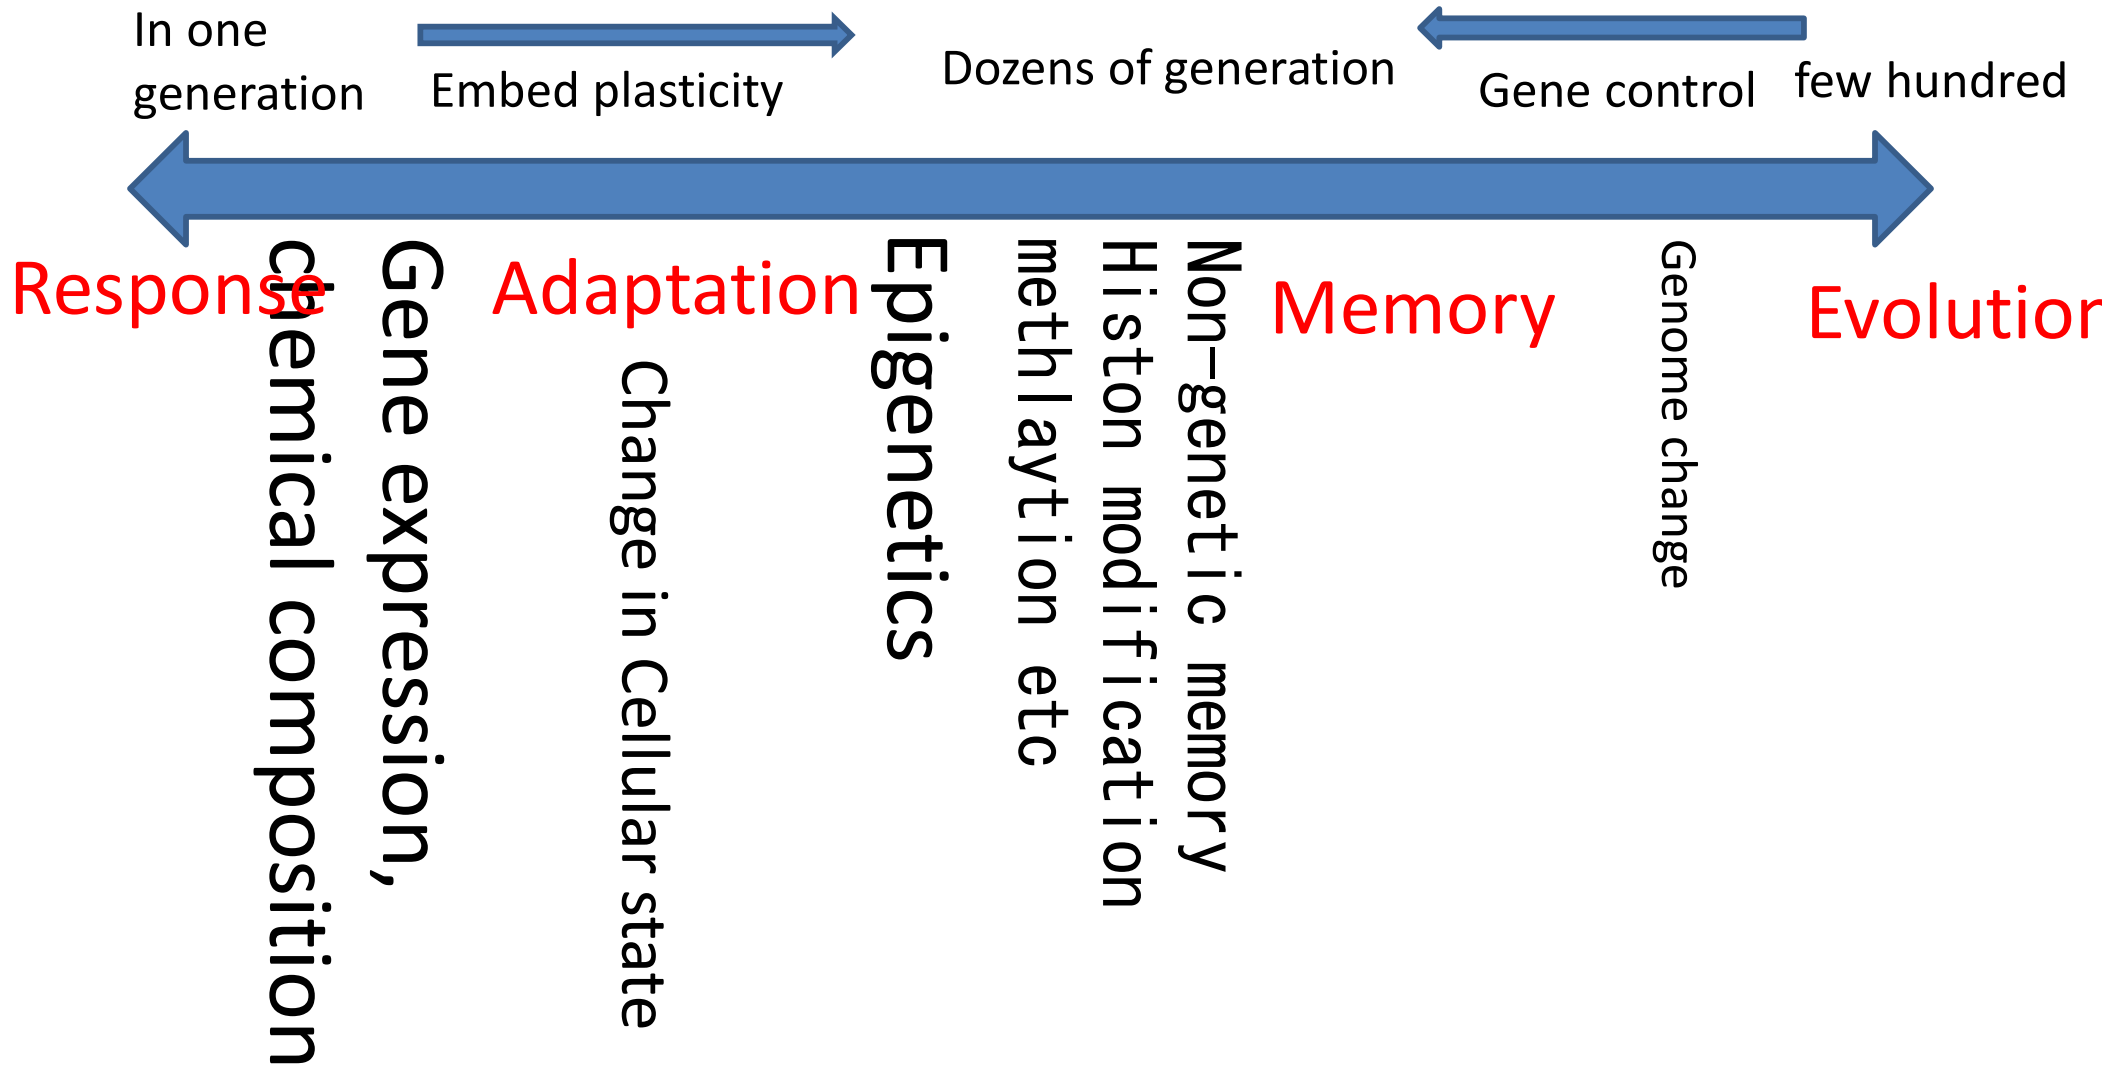 In one
generation
Embed plasticity
Dozens of generation
Gene control
few hundred
Response
Adaptation
Memory
Evolution
Gene expression,
chemical composition
Change in Cellular state
Epigenetics
Non-genetic memory
Histon modification
methlaytion etc
Genome change